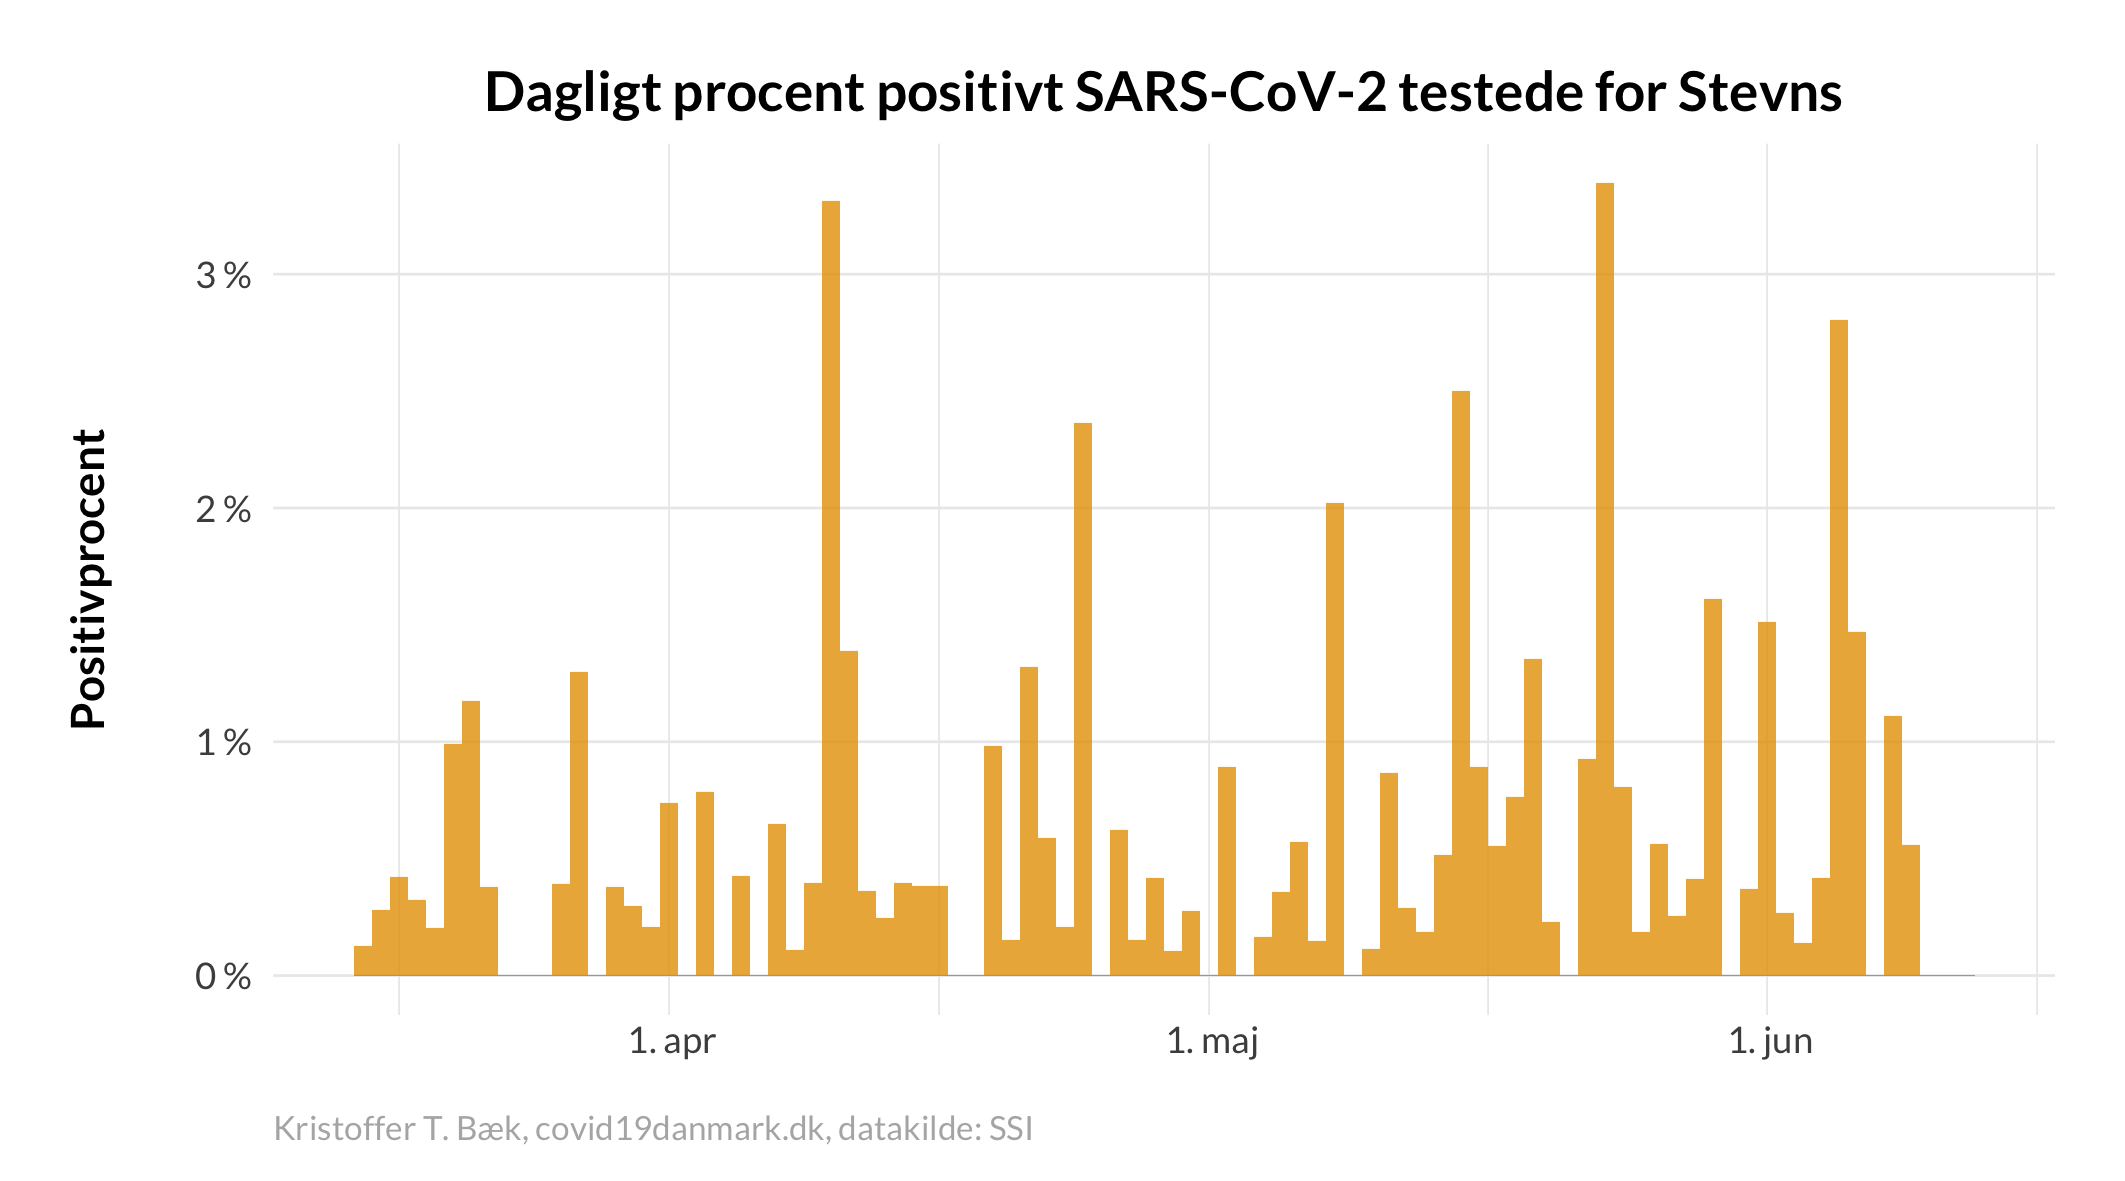 Dagligt procent positivt SARS-CoV-2 testede for Stevns
Positivprocent
3 %
2 %
1 %
0 %
1. apr
1. maj
1. jun
Kristoffer T. Bæk, covid19danmark.dk, datakilde: SSI